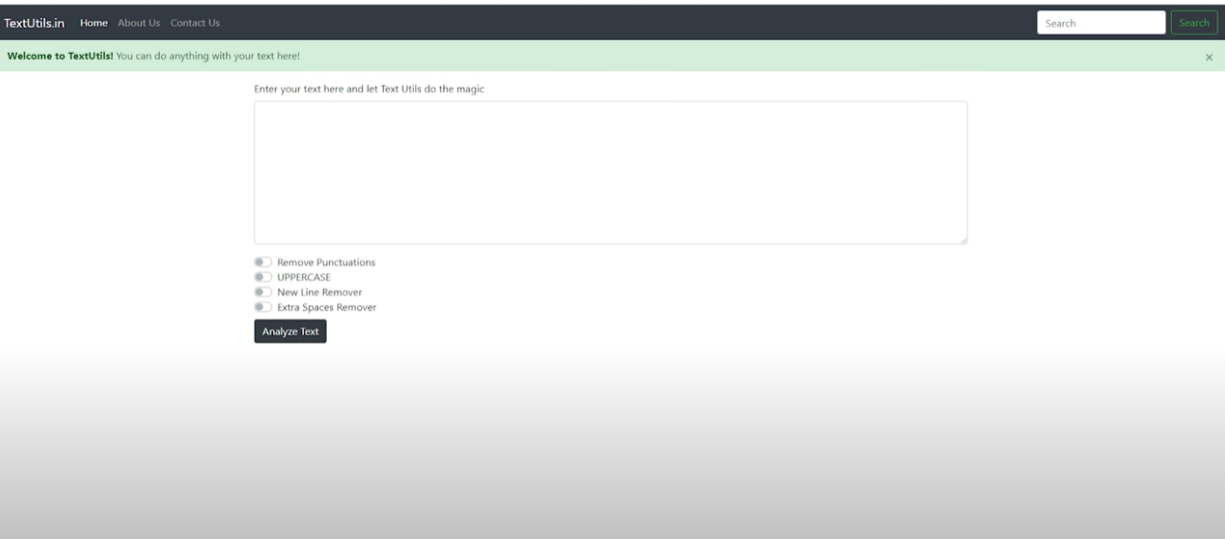 TextUtils.in Home About Us Contact Us Search Search
Welcome to TextUtils! You can do anything with your text here! ×
Enter your text here and let Text Utils do the magic
Remove Punctuations
UPPERCASE
New Line Remover
Extra Spaces Remover
Analyze Text